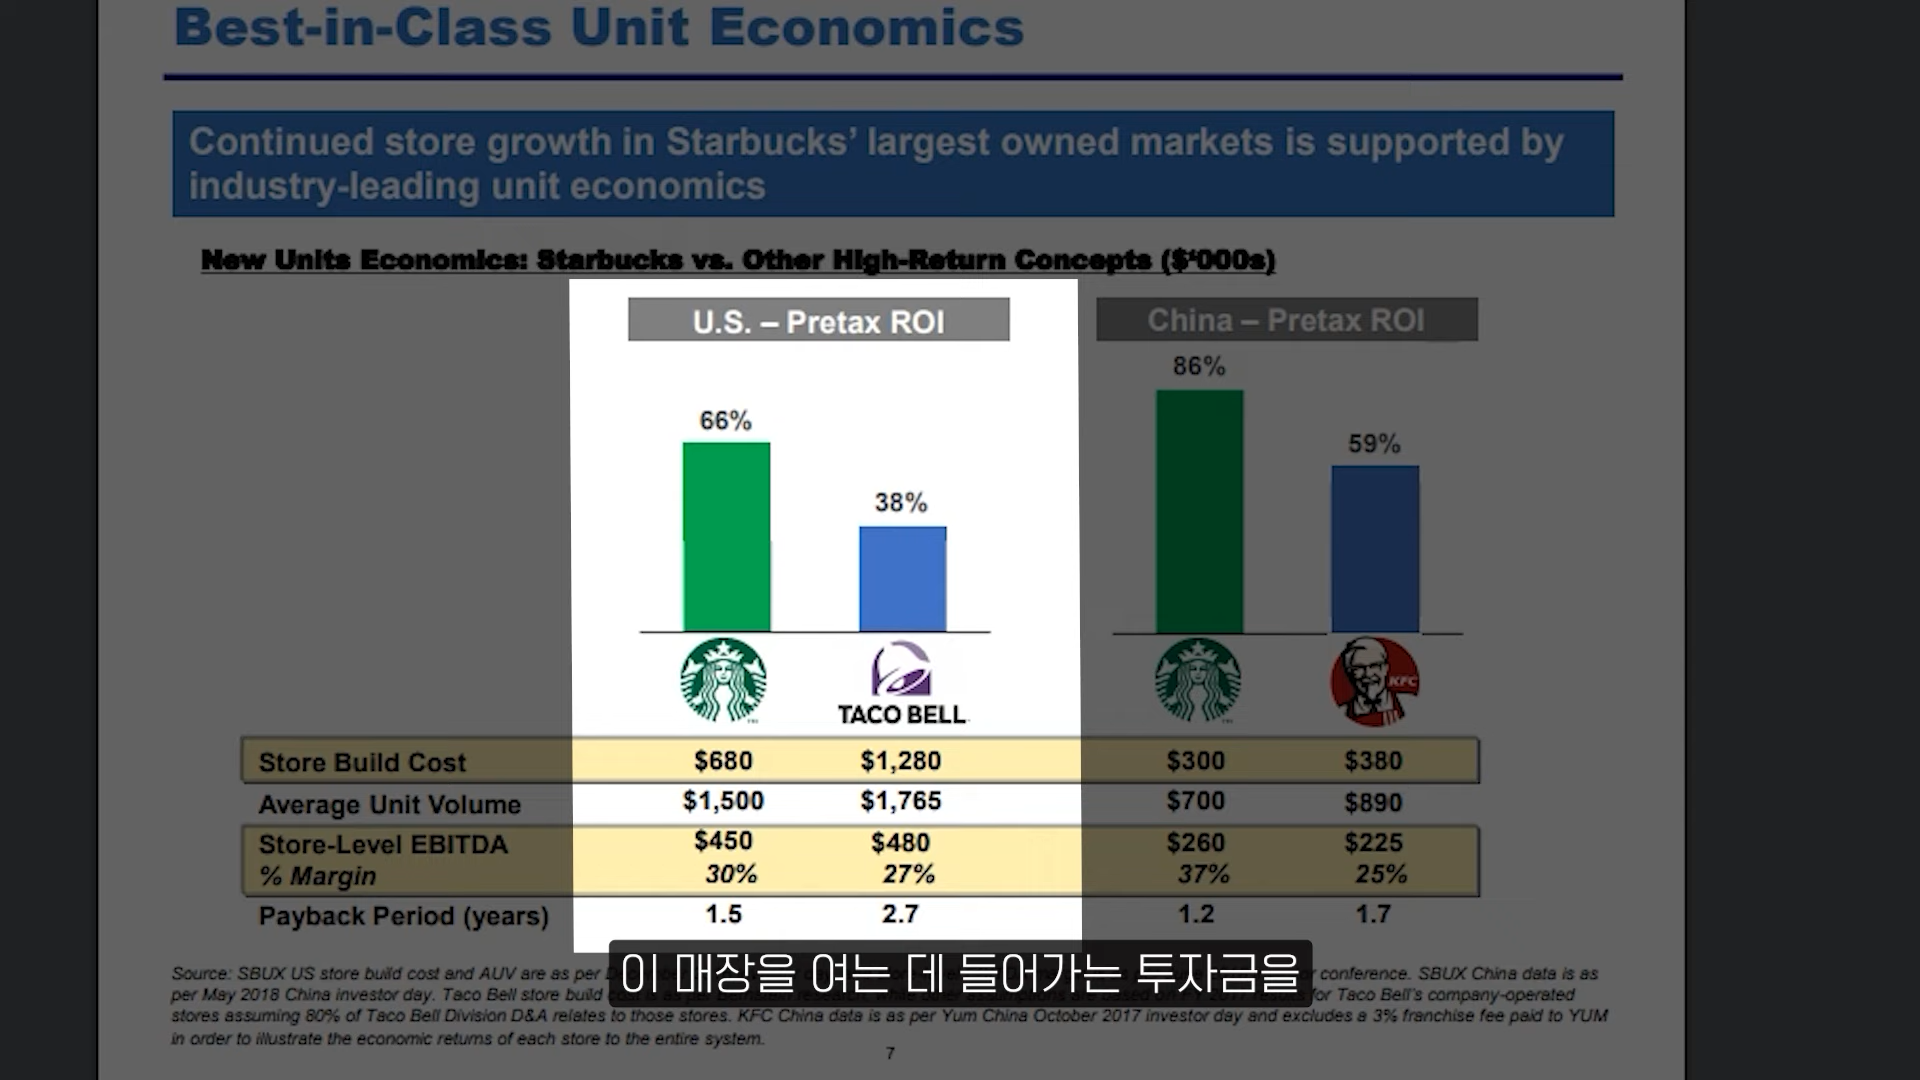 Best-in-Class Unit Economics
Continued store growth in Starbucks’ largest owned markets is supported by
industry-leading unit economics
New Units Economics: Starbucks vs. Other High-Return Concepts ($‘000s)
U.S. – Pretax ROI
China – Pretax ROI
66%
38%
86%
59%
TACO BELL
KFC
Store Build Cost $680 $1,280 $300 $380
Average Unit Volume $1,500 $1,765 $700 $890
Store-Level EBITDA $450 $480 $260 $225
% Margin 30% 27% 37% 25%
Payback Period (years) 1.5 2.7 1.2 1.7
이 매장을 여는 데 들어가는 투자금을
Source: SBUX US store build cost and AUV are as per conference. SBUX China data is as
per May 2018 China investor day. Taco Bell store build for Taco Bell’s company-operated
stores assuming 80% of Taco Bell Division D&A relates to those stores. KFC China data is as per Yum China October 2017 investor day and excludes a 3% franchise fee paid to YUM
in order to illustrate the economic returns of each store to the entire system.
7